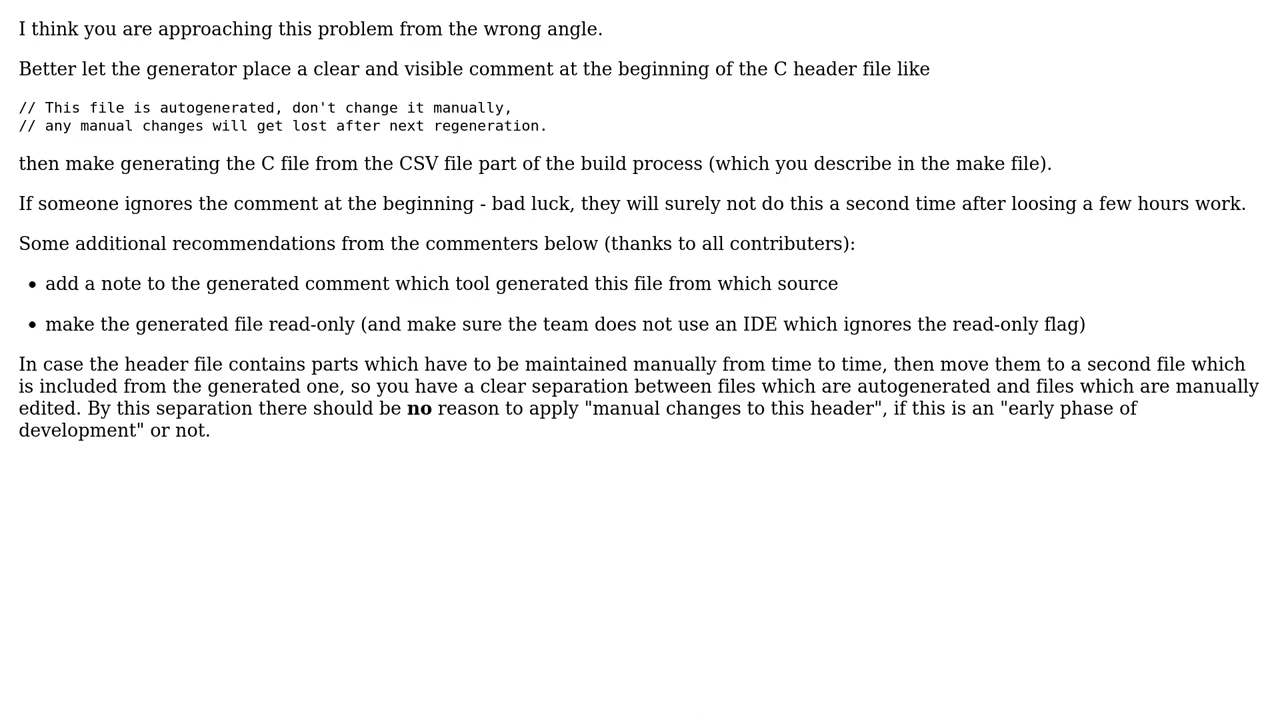 I think you are approaching this problem from the wrong angle.
Better let the generator place a clear and visible comment at the beginning of the C header file like
// This file is autogenerated, don't change it manually,
// any manual changes will get lost after next regeneration.
then make generating the C file from the CSV file part of the build process (which you describe in the make file).
If someone ignores the comment at the beginning - bad luck, they will surely not do this a second time after loosing a few hours work.
Some additional recommendations from the commenters below (thanks to all contributers):
• add a note to the generated comment which tool generated this file from which source
• make the generated file read-only (and make sure the team does not use an IDE which ignores the read-only flag)
In case the header file contains parts which have to be maintained manually from time to time, then move them to a second file which
is included from the generated one, so you have a clear separation between files which are autogenerated and files which are manually
edited. By this separation there should be no reason to apply "manual changes to this header", if this is an "early phase of
development" or not.